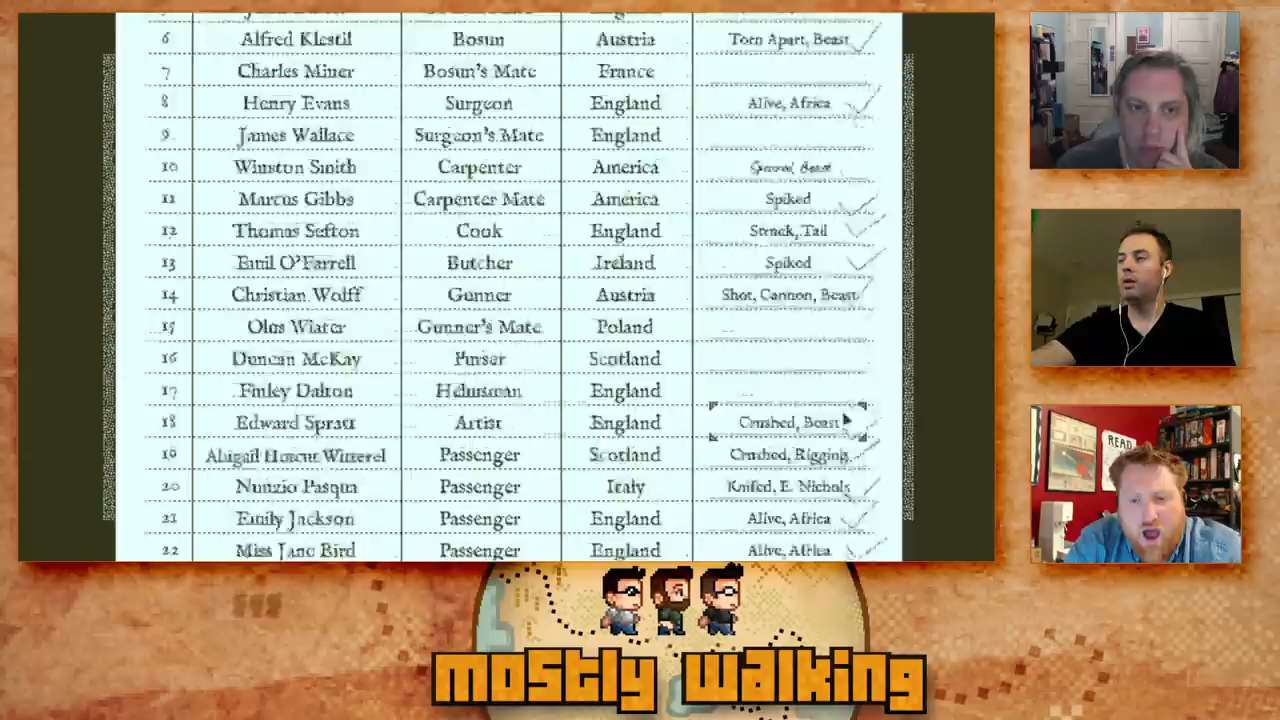 6 Alfred Klestil Bosun Austria Torn Apart, Beast
7 Charles Miner Bosun's Mate France
8 Henry Evans Surgeon England Alive, Africa
9 James Wallace Surgeon's Mate England
10 Winston Smith Carpenter America Beast
11 Marcus Gibbs Carpenter Mate America Spiked
12 Thomas Sefton Cook England Struck, Tail
13 Emil O'Farrell Butcher Ireland Spiked
14 Christian Wolff Gunner Austria Shot, Cannon, Beast
15 Olus Wiater Gunner's Mate Poland
16 Duncan McKay Purser Scotland
17 Finley Dalton Helmsman England
18 Edward Spratt Artist England Crushed, Beast
19 Abigail Hoscut Witterel Passenger Scotland Crushed, Rigging
20 Nunzio Pasqua Passenger Italy Knifed, E. Nichols
21 Emily Jackson Passenger England Alive, Africa
22 Miss Jane Bird Passenger England Alive, Africa
READ
mostly walking